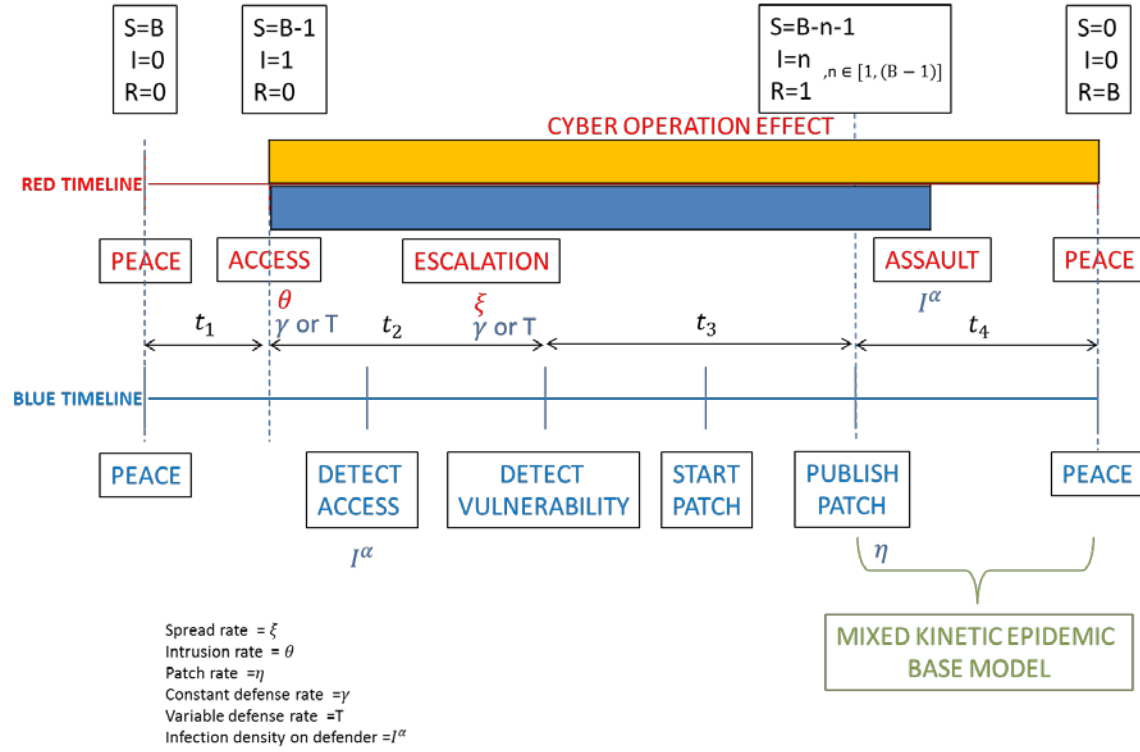 S=B
I=0
R=0
S=B-1
I=1
R=0
S=B-n-1
I=n ,n ∈ [1, (B − 1)]
R=1
S=0
I=0
R=B
CYBER OPERATION EFFECT
RED TIMELINE
PEACE
ACCESS
ESCALATION
ASSAULT
PEACE
θ
γ or T
ξ
γ or T
I^α
t₁
t₂
t₃
t₄
BLUE TIMELINE
PEACE
DETECT
ACCESS
DETECT
VULNERABILITY
START
PATCH
PUBLISH
PATCH
PEACE
I^α
η
MIXED KINETIC EPIDEMIC
BASE MODEL
Spread rate = ξ
Intrusion rate = θ
Patch rate =η
Constant defense rate =γ
Variable defense rate =T
Infection density on defender =I^α